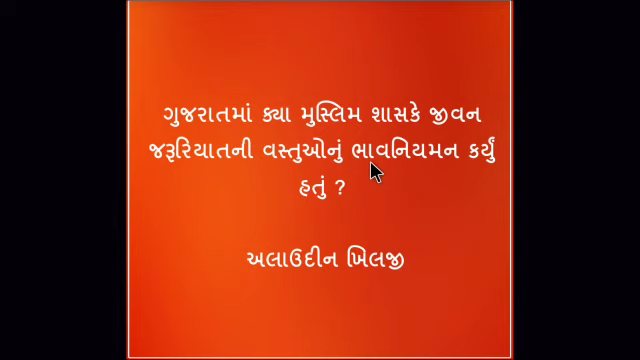 ગુજરાતમાં ક્યા મુસ્લિમ શાસકે જીવન
જરૂરિયાતની વસ્તુઓનું ભાવનિયમન કર્યું
હતું ?
અલાઉદીન ખિલજી